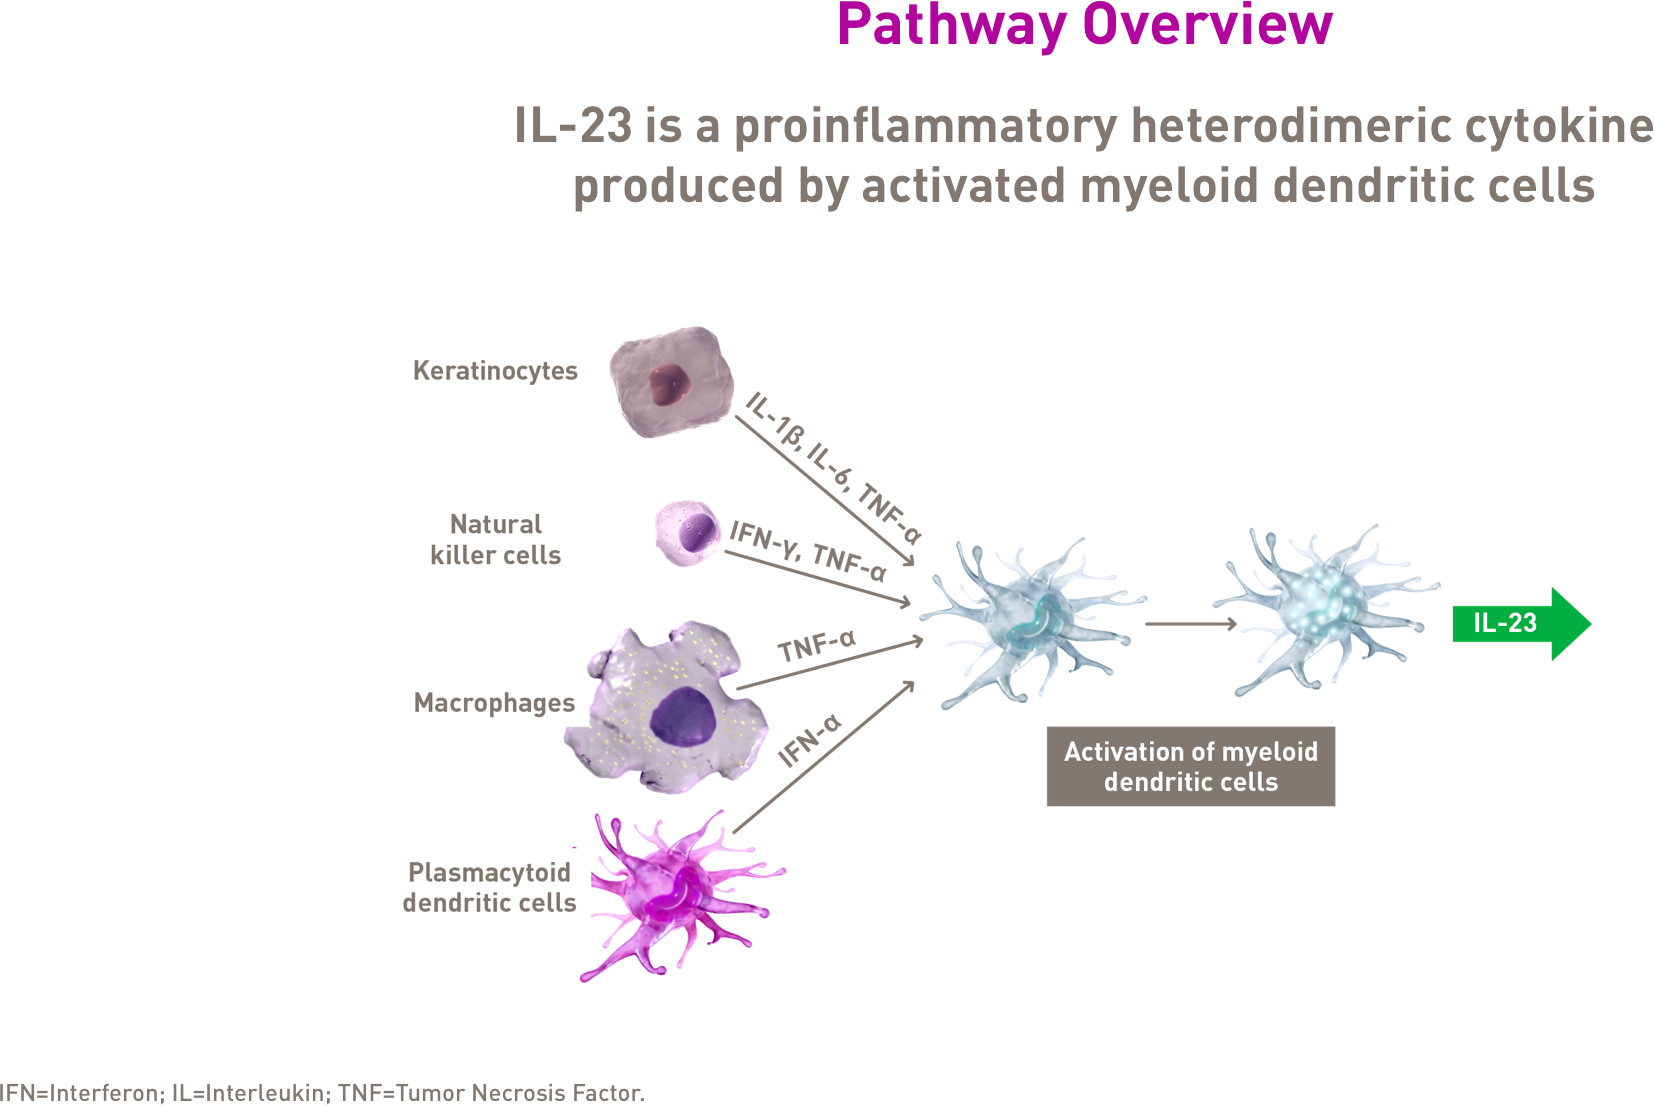 Pathway Overview
IL-23 is a proinflammatory heterodimeric cytokine
produced by activated myeloid dendritic cells
Keratinocytes
IL-1β, IL-6, TNF-α
Natural
killer cells
IFN-γ, TNF-α
Macrophages
TNF-α
IFN-α
Plasmacytoid
dendritic cells
IL-23
Activation of myeloid
dendritic cells
IFN=Interferon; IL=Interleukin; TNF=Tumor Necrosis Factor.